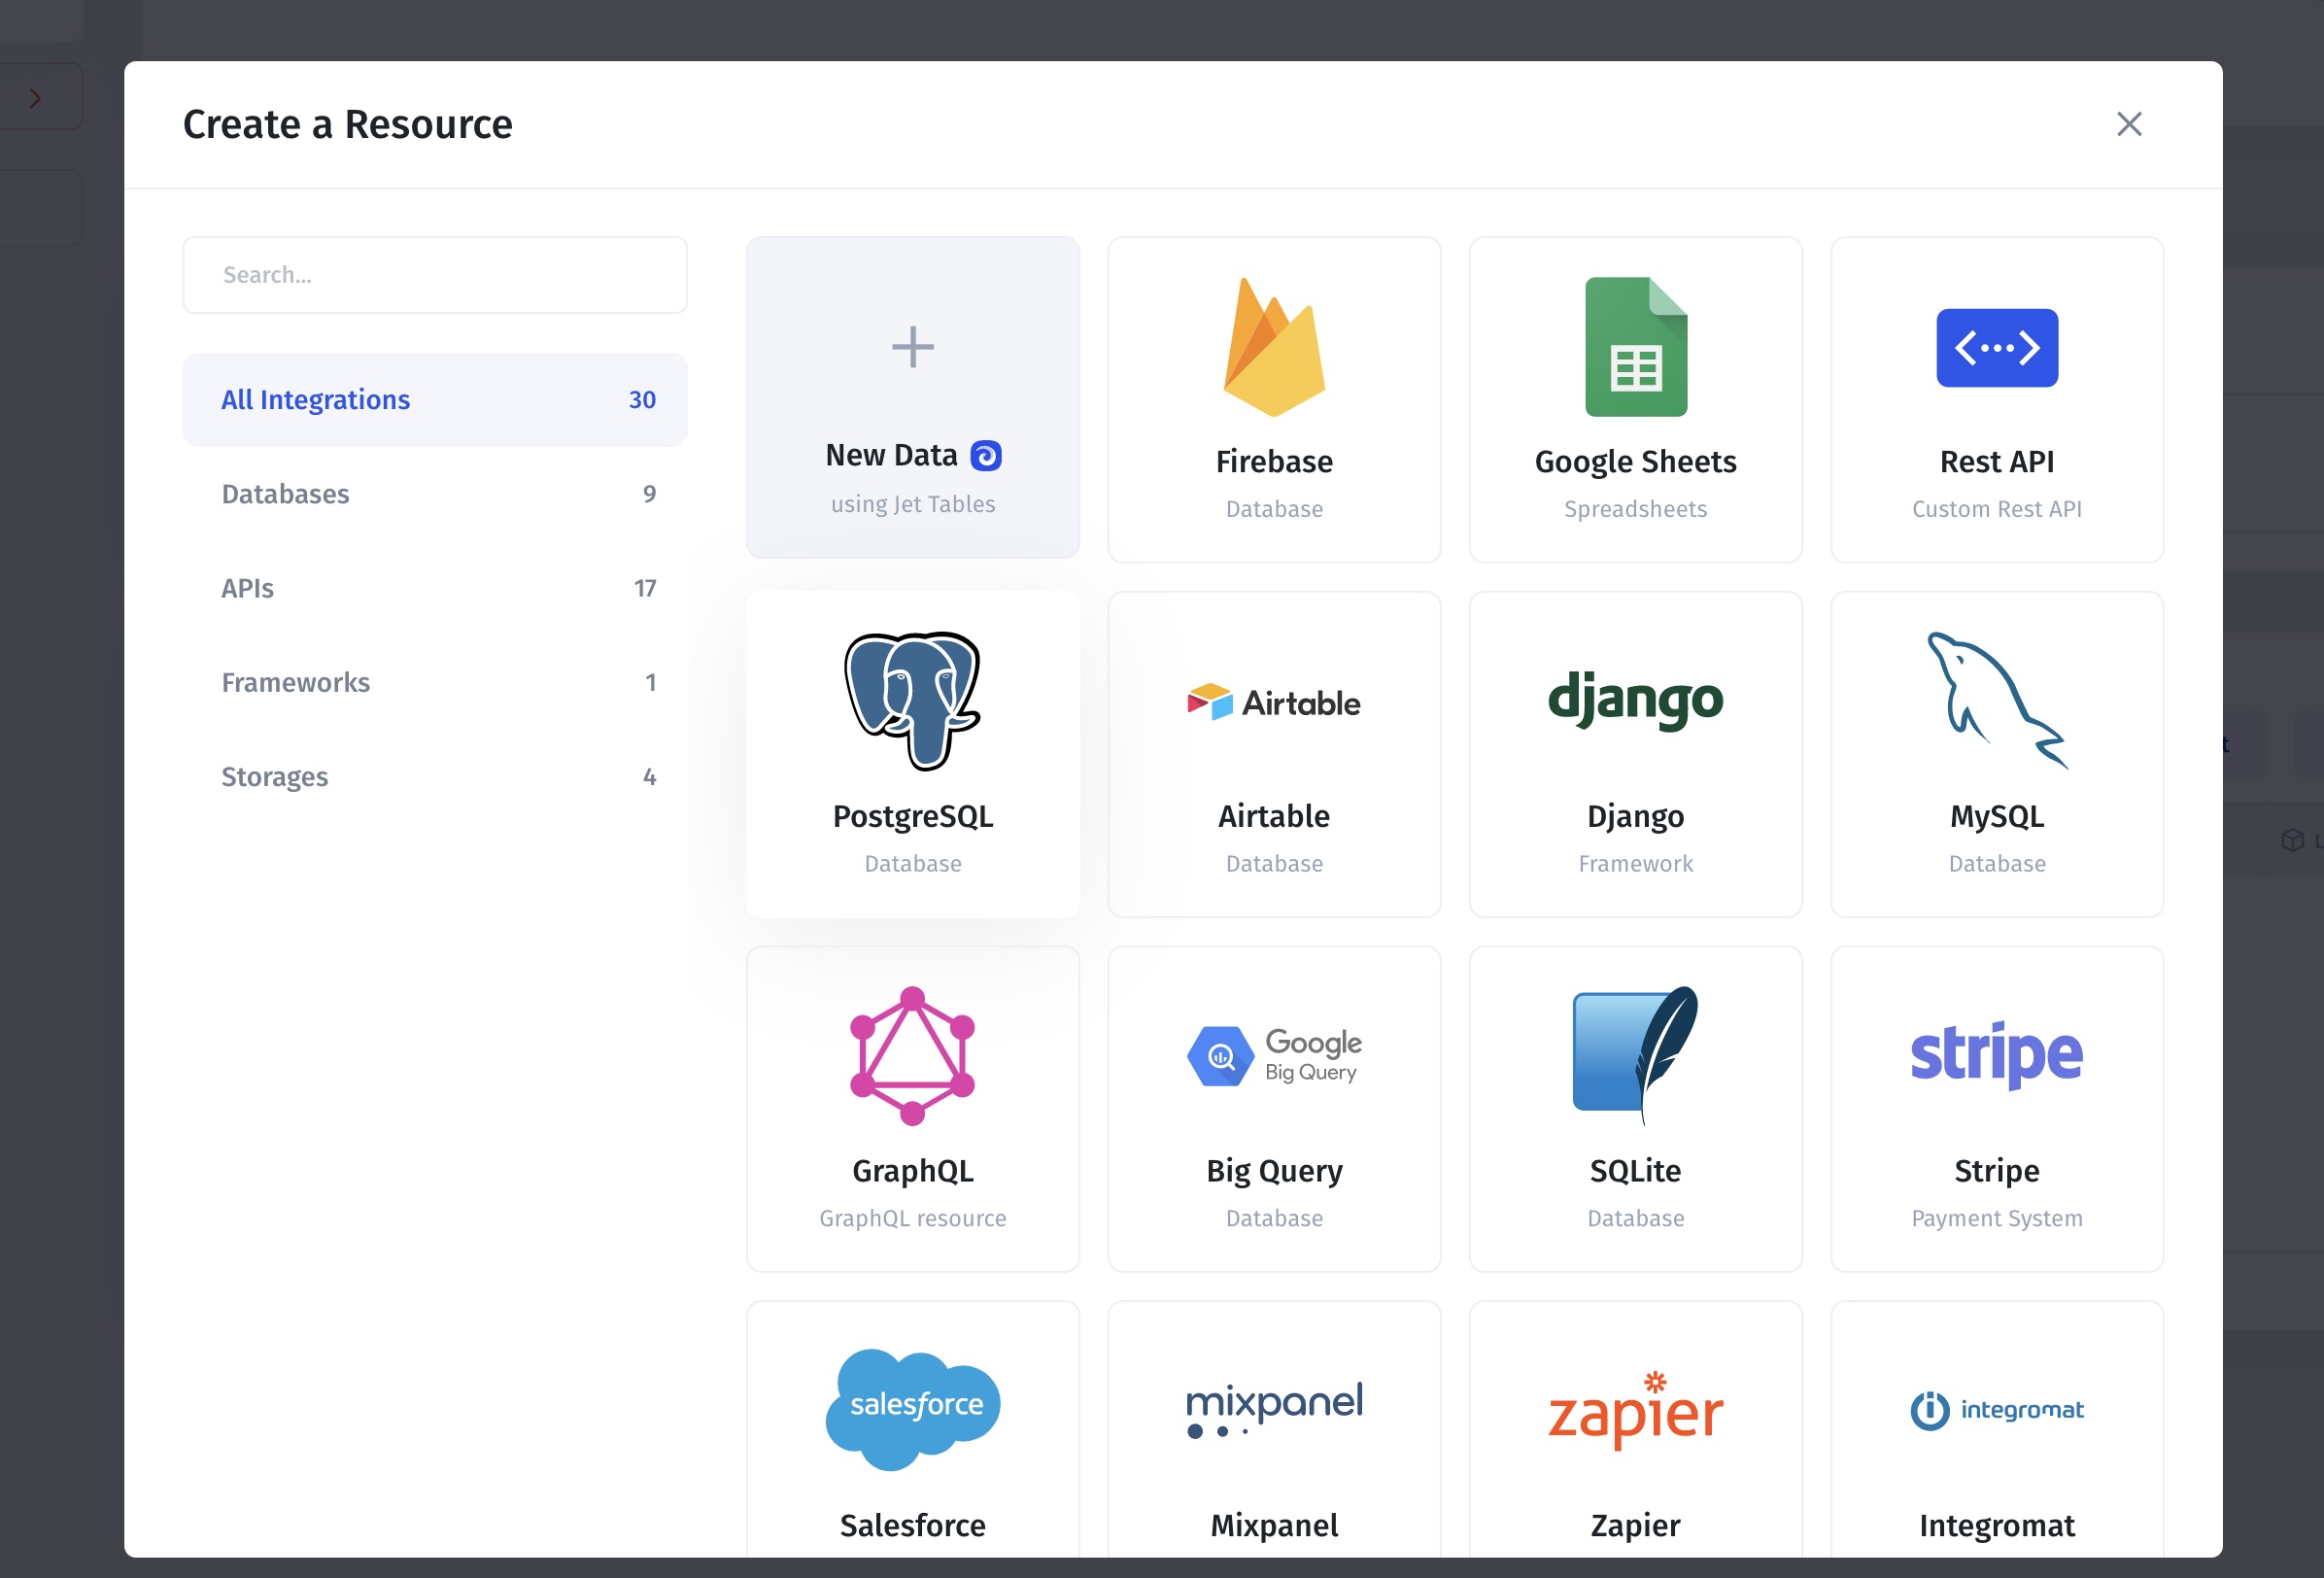 Create a Resource
Search...
All Integrations 30
Databases 9
APIs 17
Frameworks 1
Storages 4
New Data
using Jet Tables
Firebase
Database
Google Sheets
Spreadsheets
Rest API
Custom Rest API
PostgreSQL
Database
Airtable
Airtable
Database
django
Django
Framework
MySQL
Database
GraphQL
GraphQL resource
Google
Big Query
Big Query
Database
SQLite
Database
stripe
Stripe
Payment System
salesforce
Salesforce
mixpanel
Mixpanel
zapier
Zapier
integromat
Integromat